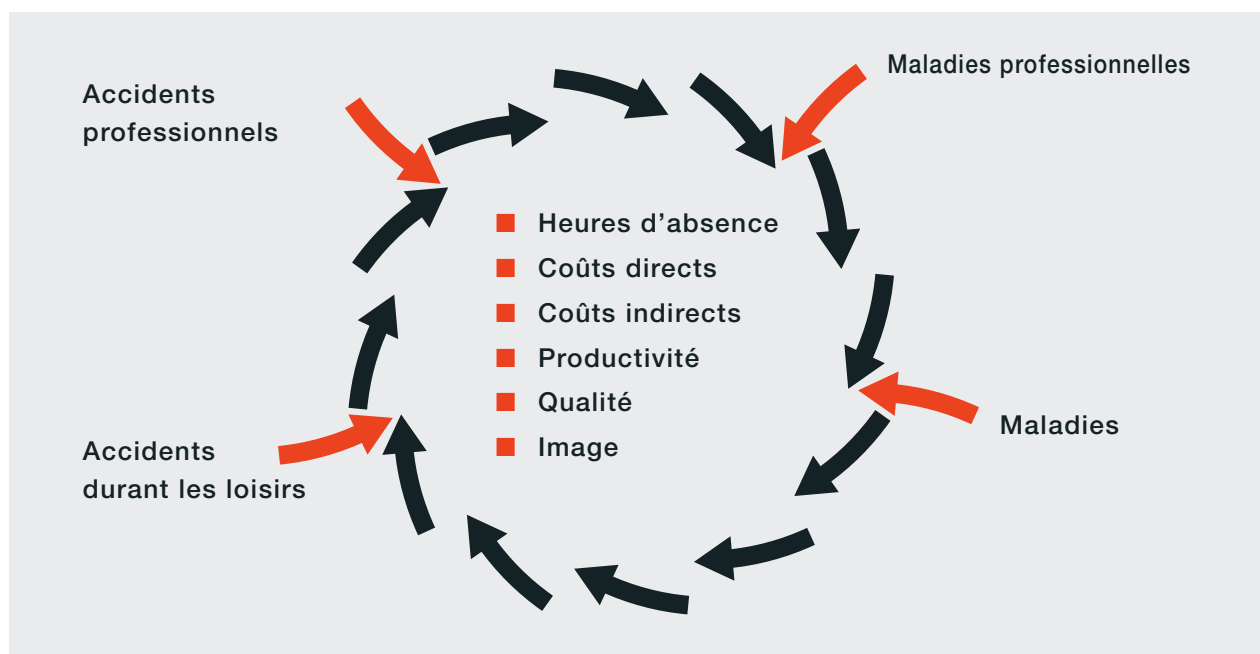 Accidents
professionnels
Maladies professionnelles
Heures d’absence
Coûts directs
Coûts indirects
Productivité
Qualité
Image
Accidents
durant les loisirs
Maladies